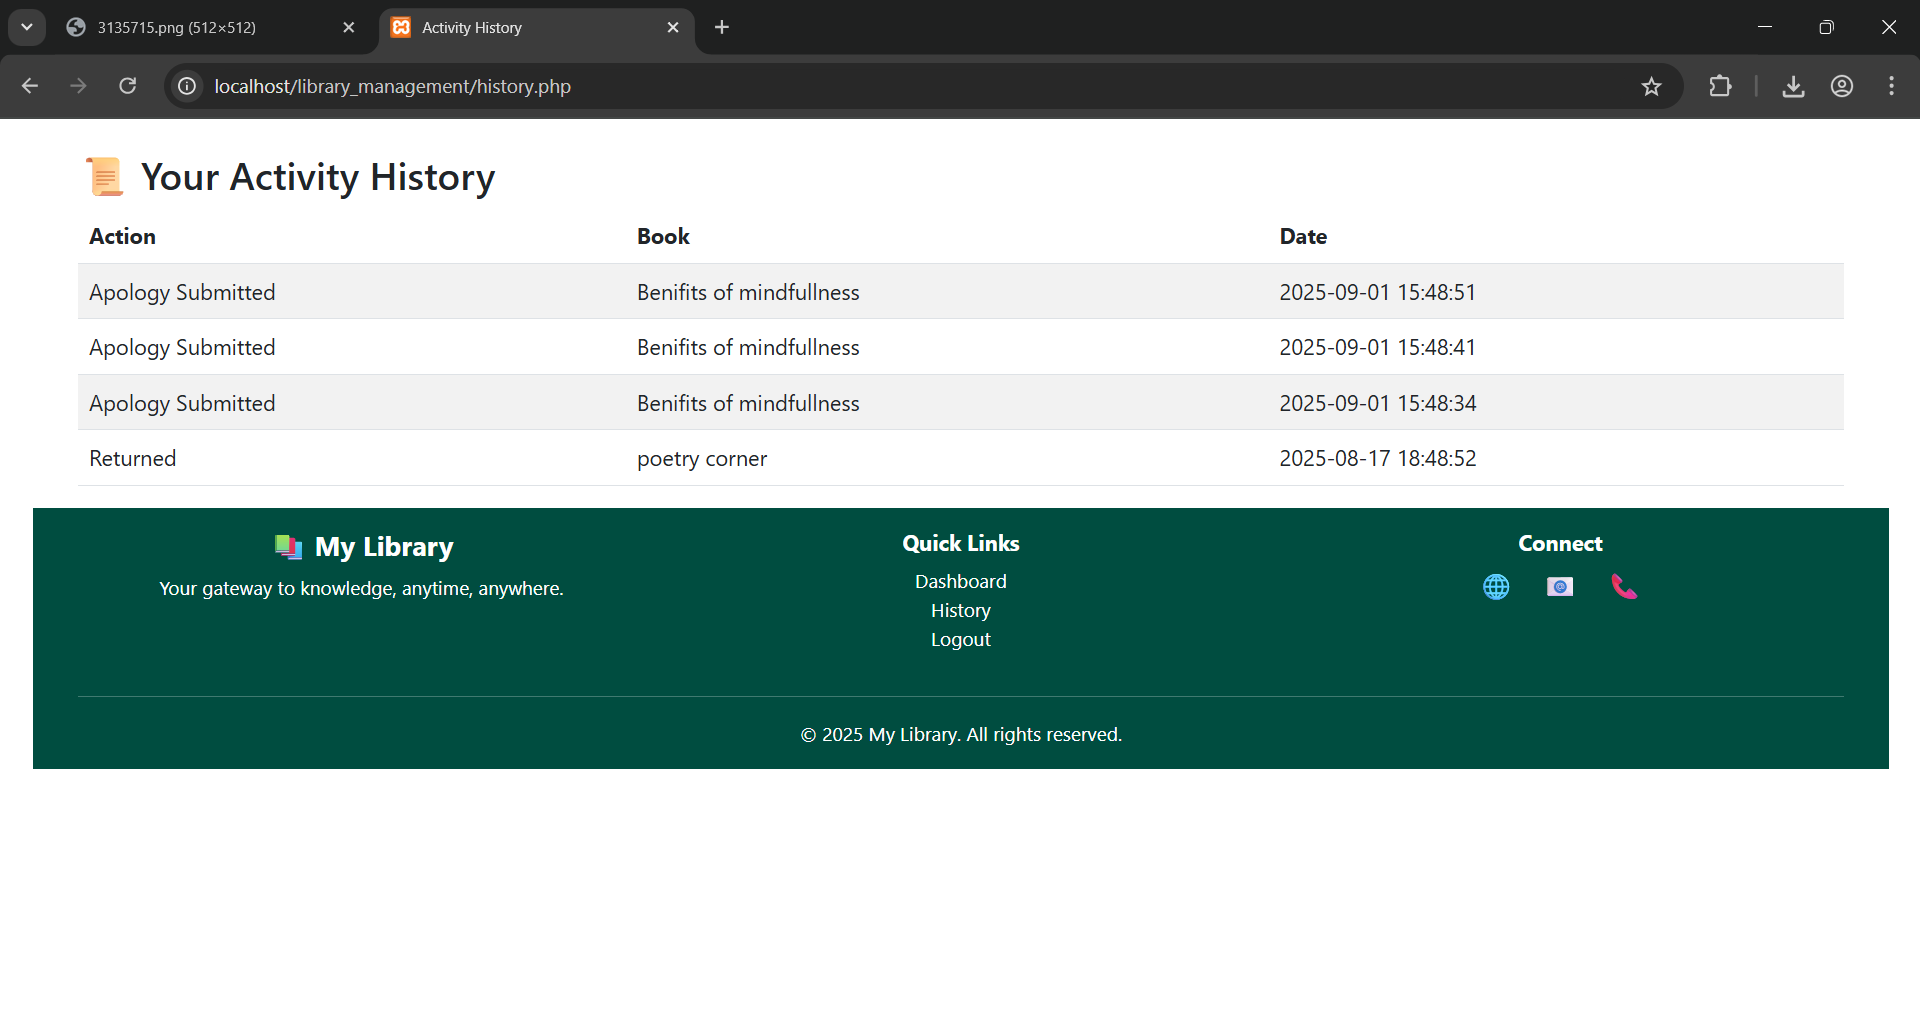 3135715.png (512×512)
Activity History
localhost/library_management/history.php
📜 Your Activity History
Action Book Date
Apology Submitted Benifits of mindfullness 2025-09-01 15:48:51
Apology Submitted Benifits of mindfullness 2025-09-01 15:48:41
Apology Submitted Benifits of mindfullness 2025-09-01 15:48:34
Returned poetry corner 2025-08-17 18:48:52
📚 My Library
Your gateway to knowledge, anytime, anywhere.
Quick Links
Dashboard
History
Logout
Connect
🌐 📧 📞
© 2025 My Library. All rights reserved.